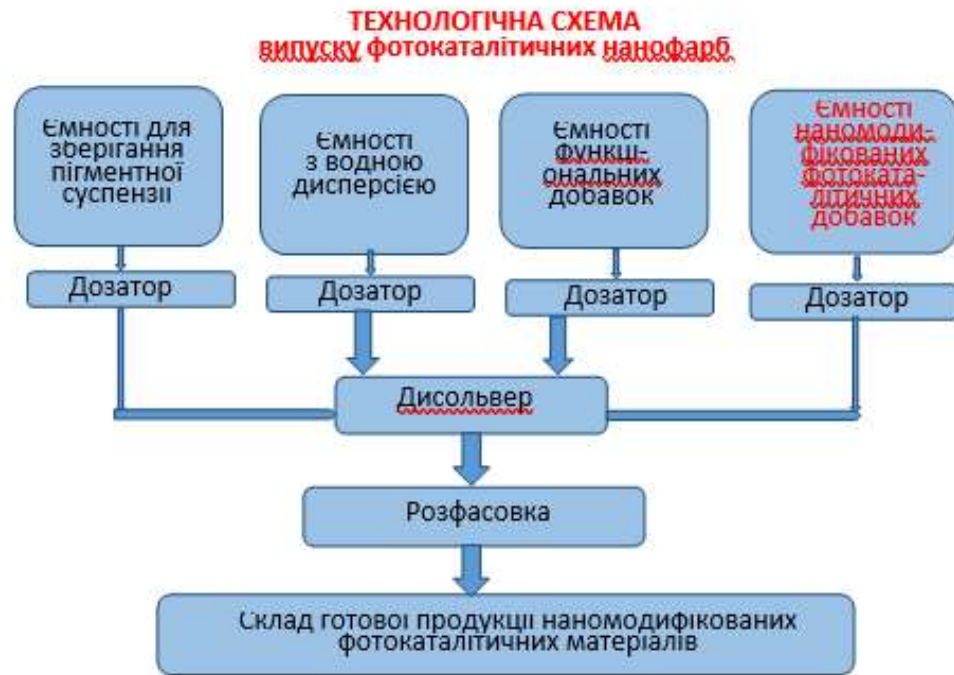 ТЕХНОЛОГІЧНА СХЕМА
випуску фотокаталітичних нанофарб
Ємності для
зберігання
пігментної
суспензії
Ємності
з водною
дисперсією
Ємності
функці-
ональних
добавок
Ємності
наномоди-
фікованих
фотоката-
літичних
добавок
Дозатор
Дозатор
Дозатор
Дозатор
Дисольвер
Розфасовка
Склад готової продукції наномодифікованих
фотокаталітичних матеріалів